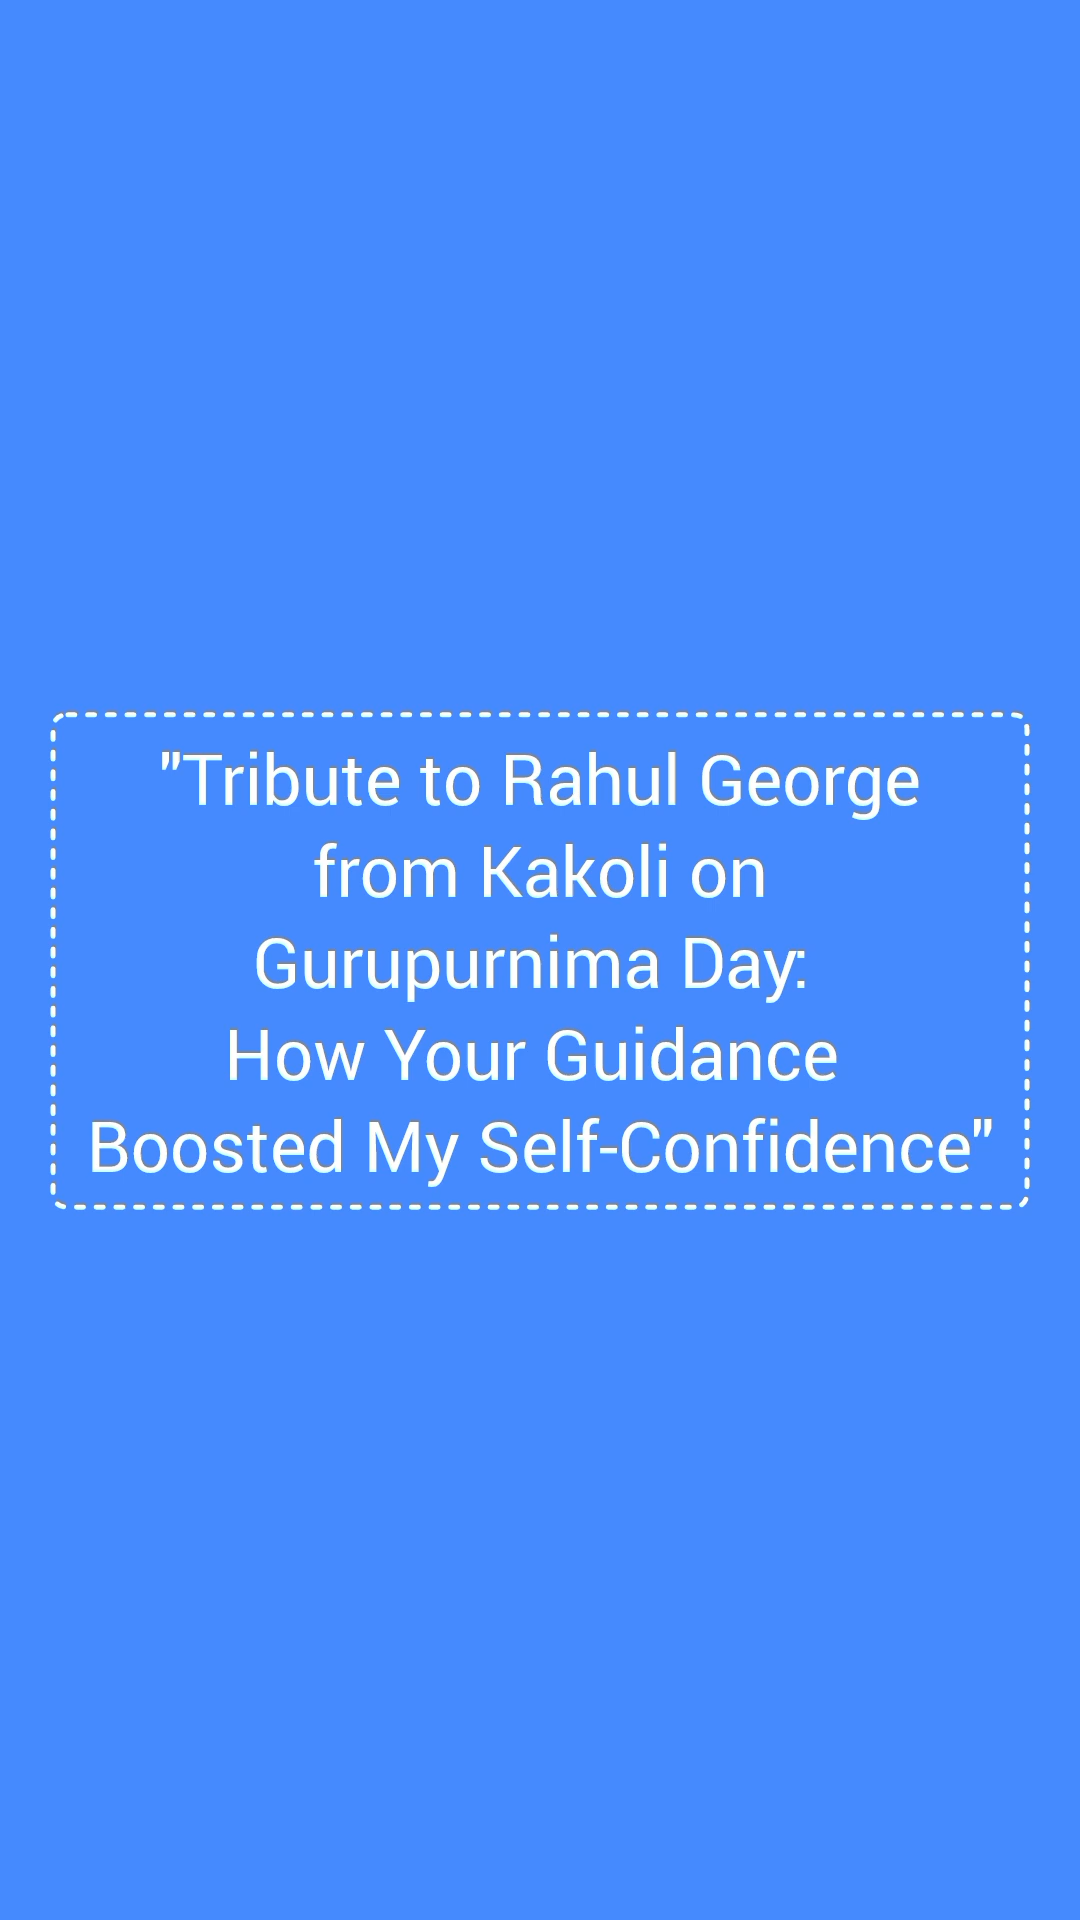 "Tribute to Rahul George
from Kakoli on
Gurupurnima Day:
How Your Guidance
Boosted My Self-Confidence"